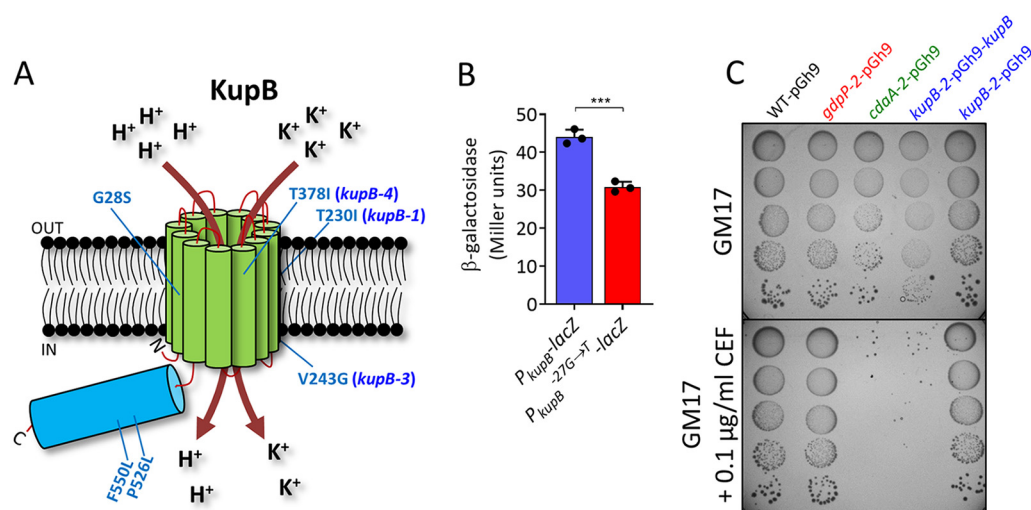 A
KupB
H+ H+ H+ H+
K+ K+ K+ K+
G28S
T378I (kupB-4)
T230I (kupB-1)
OUT
IN
N
V243G (kupB-3)
C
F550L
P526L
H+ H+
K+ K+
B
***
β-galactosidase
(Miller units)
50
40
30
20
10
0
PkupB-lacZ
PkupB-27G→T-lacZ
C
WT-pGh9
gdpP-2-pGh9
cdaA-2-pGh9
kupB-2-pGh9-kupB
kupB-2-pGh9
GM17
GM17
+ 0.1 µg/ml CEF